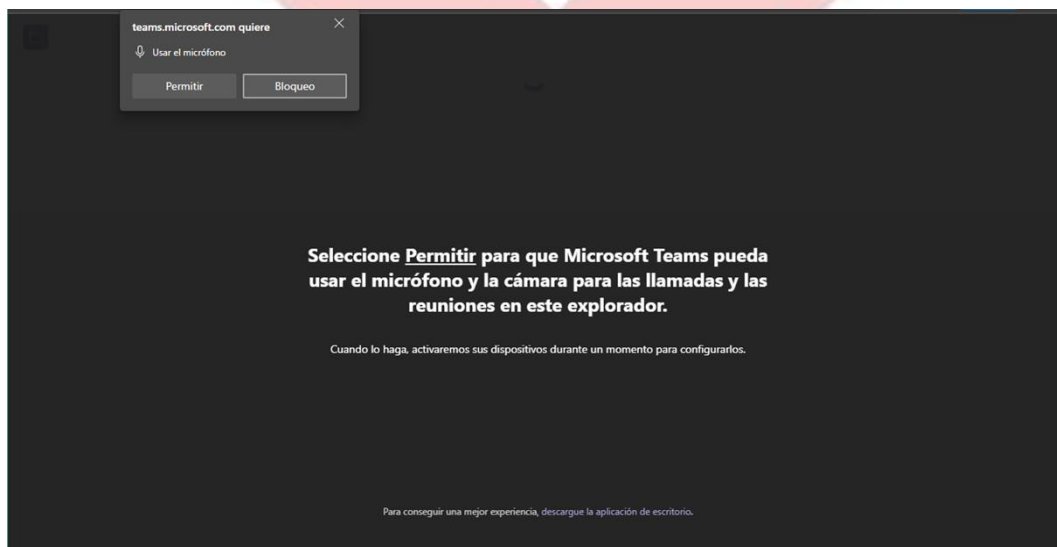 teams.microsoft.com quiere
Usar el micrófono
Permitir Bloqueo
Seleccione Permitir para que Microsoft Teams pueda
usar el micrófono y la cámara para las llamadas y las
reuniones en este explorador.
Cuando lo haga, activaremos sus dispositivos durante un momento para configurarlos.
Para conseguir una mejor experiencia, descargue la aplicación de escritorio.